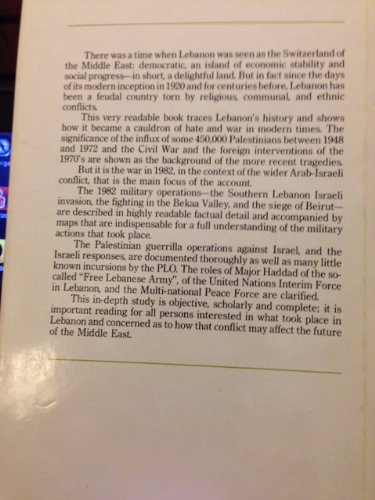 There was a time when Lebanon was seen as the Switzerland of
the Middle East: democratic, an island of economic stability and
social progress—in short, a delightful land. But in fact since the days
of its modern inception in 1920 and for centuries before, Lebanon has
been a feudal country torn by religious, communal, and ethnic
conflicts.
This very readable book traces Lebanon's history and shows
how it became a cauldron of hate and war in modern times. The
significance of the influx of some 450,000 Palestinians between 1948
and 1972 and the Civil War and the foreign interventions of the
1970's are shown as the background of the more recent tragedies.
But it is the war in 1982, in the context of the wider Arab-Israeli
conflict, that is the main focus of the account.
The 1982 military operations—the Southern Lebanon Israeli
invasion, the fighting in the Bekaa Valley, and the siege of Beirut—
are described in highly readable factual detail and accompanied by
maps that are indispensable for a full understanding of the military
actions that took place.
The Palestinian guerrilla operations against Israel, and the
Israeli responses, are documented thoroughly as well as many little
known incursions by the PLO. The roles of Major Haddad of the so-
called "Free Lebanese Army", of the United Nations Interim Force
in Lebanon, and the Multi-national Peace Force are clarified.
This in-depth study is objective, scholarly and complete; it is
important reading for all persons interested in what took place in
Lebanon and concerned as to how that conflict may affect the future
of the Middle East.